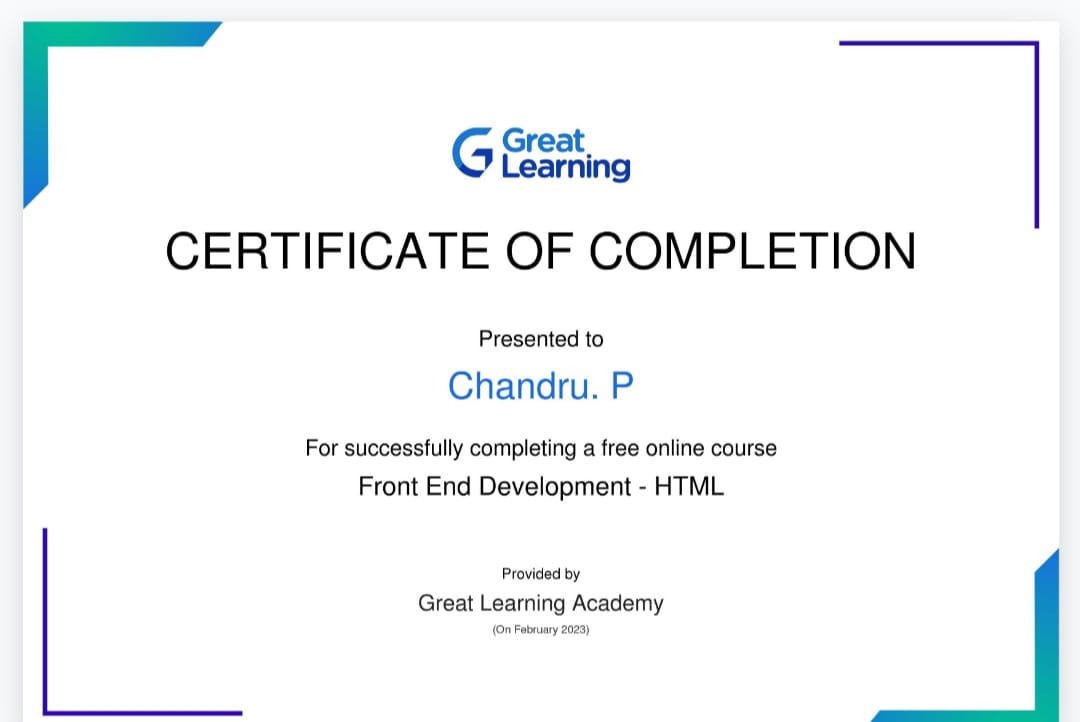 Great
Learning
CERTIFICATE OF COMPLETION
Presented to
Chandru. P
For successfully completing a free online course
Front End Development - HTML
Provided by
Great Learning Academy
(On February 2023)